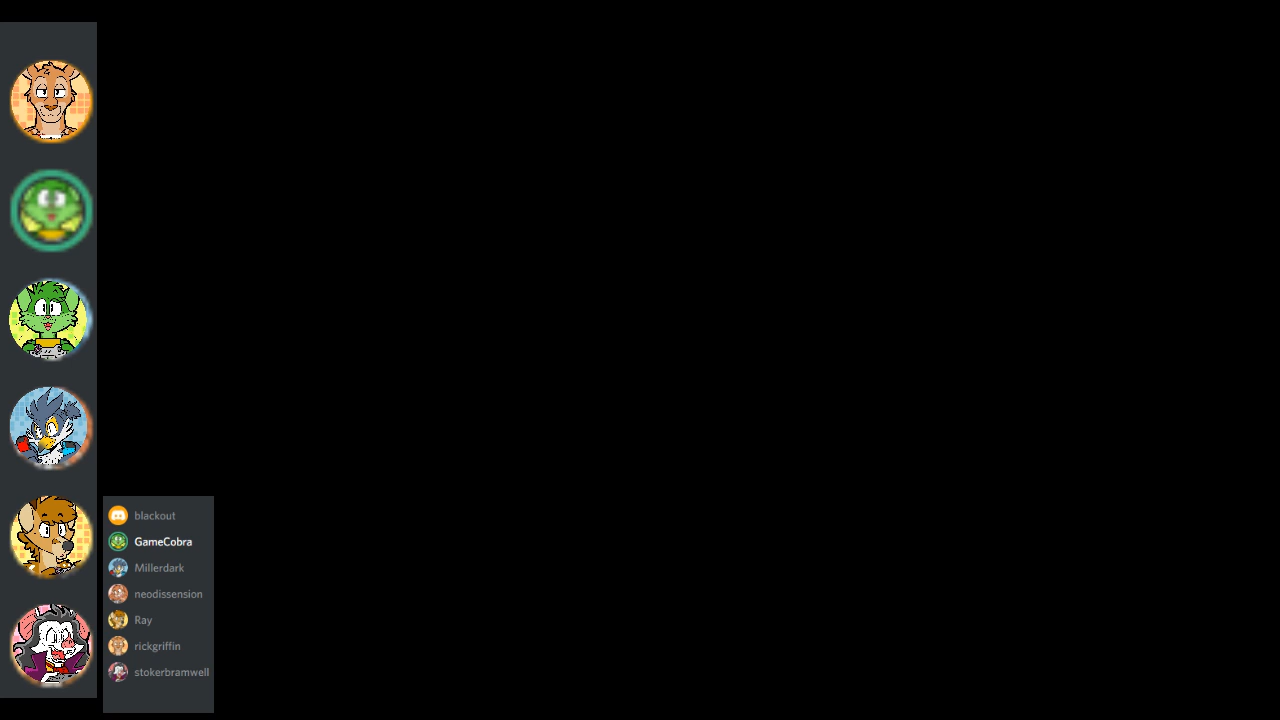 blackout
GameCobra
Millerdark
neodissension
Ray
rickgriffin
stokerbramwell